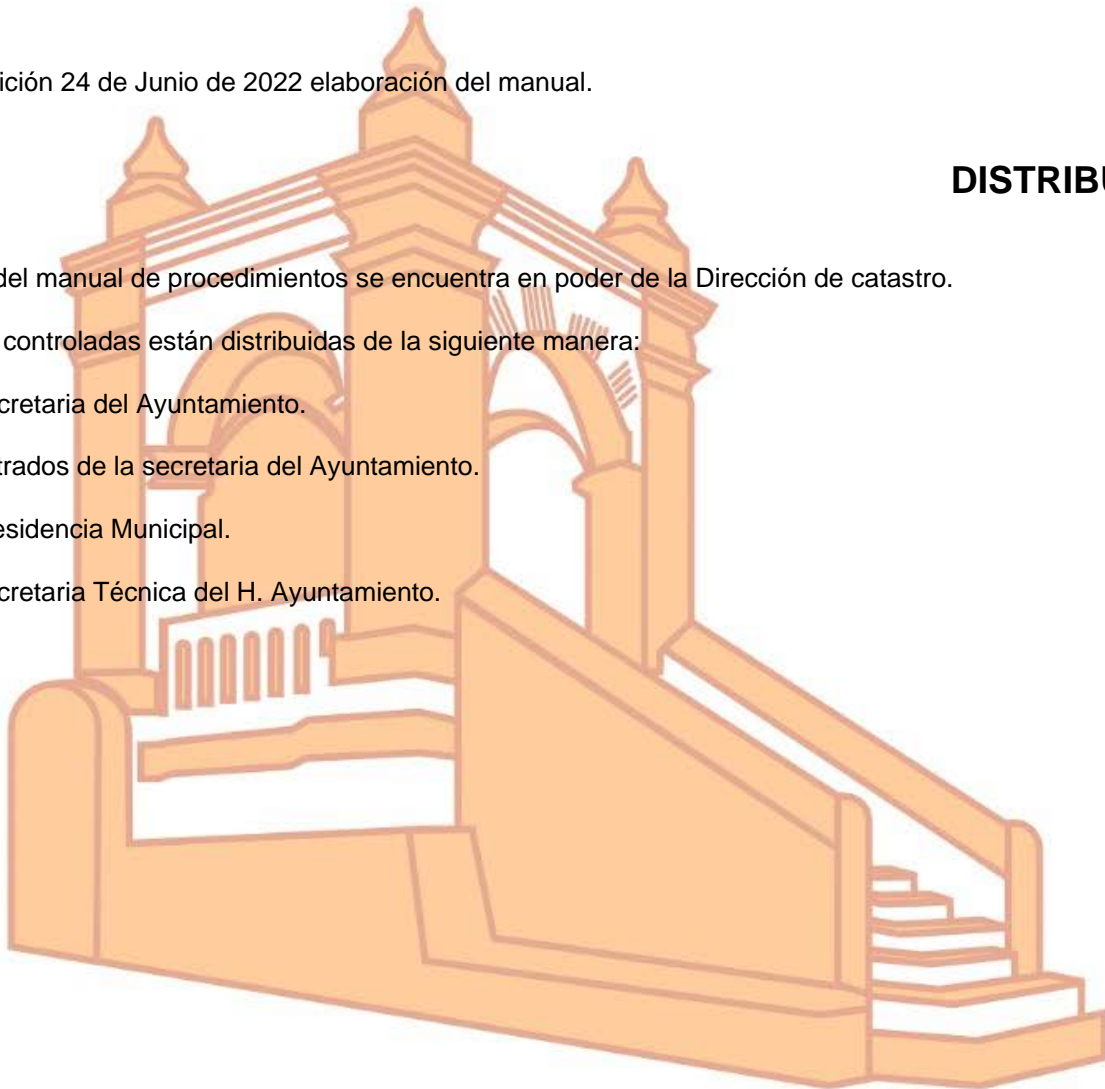 ición 24 de Junio de 2022 elaboración del manual.
DISTRIBU
del manual de procedimientos se encuentra en poder de la Dirección de catastro.
controladas están distribuidas de la siguiente manera:
cretaria del Ayuntamiento.
trados de la secretaria del Ayuntamiento.
esidencia Municipal.
cretaria Técnica del H. Ayuntamiento.